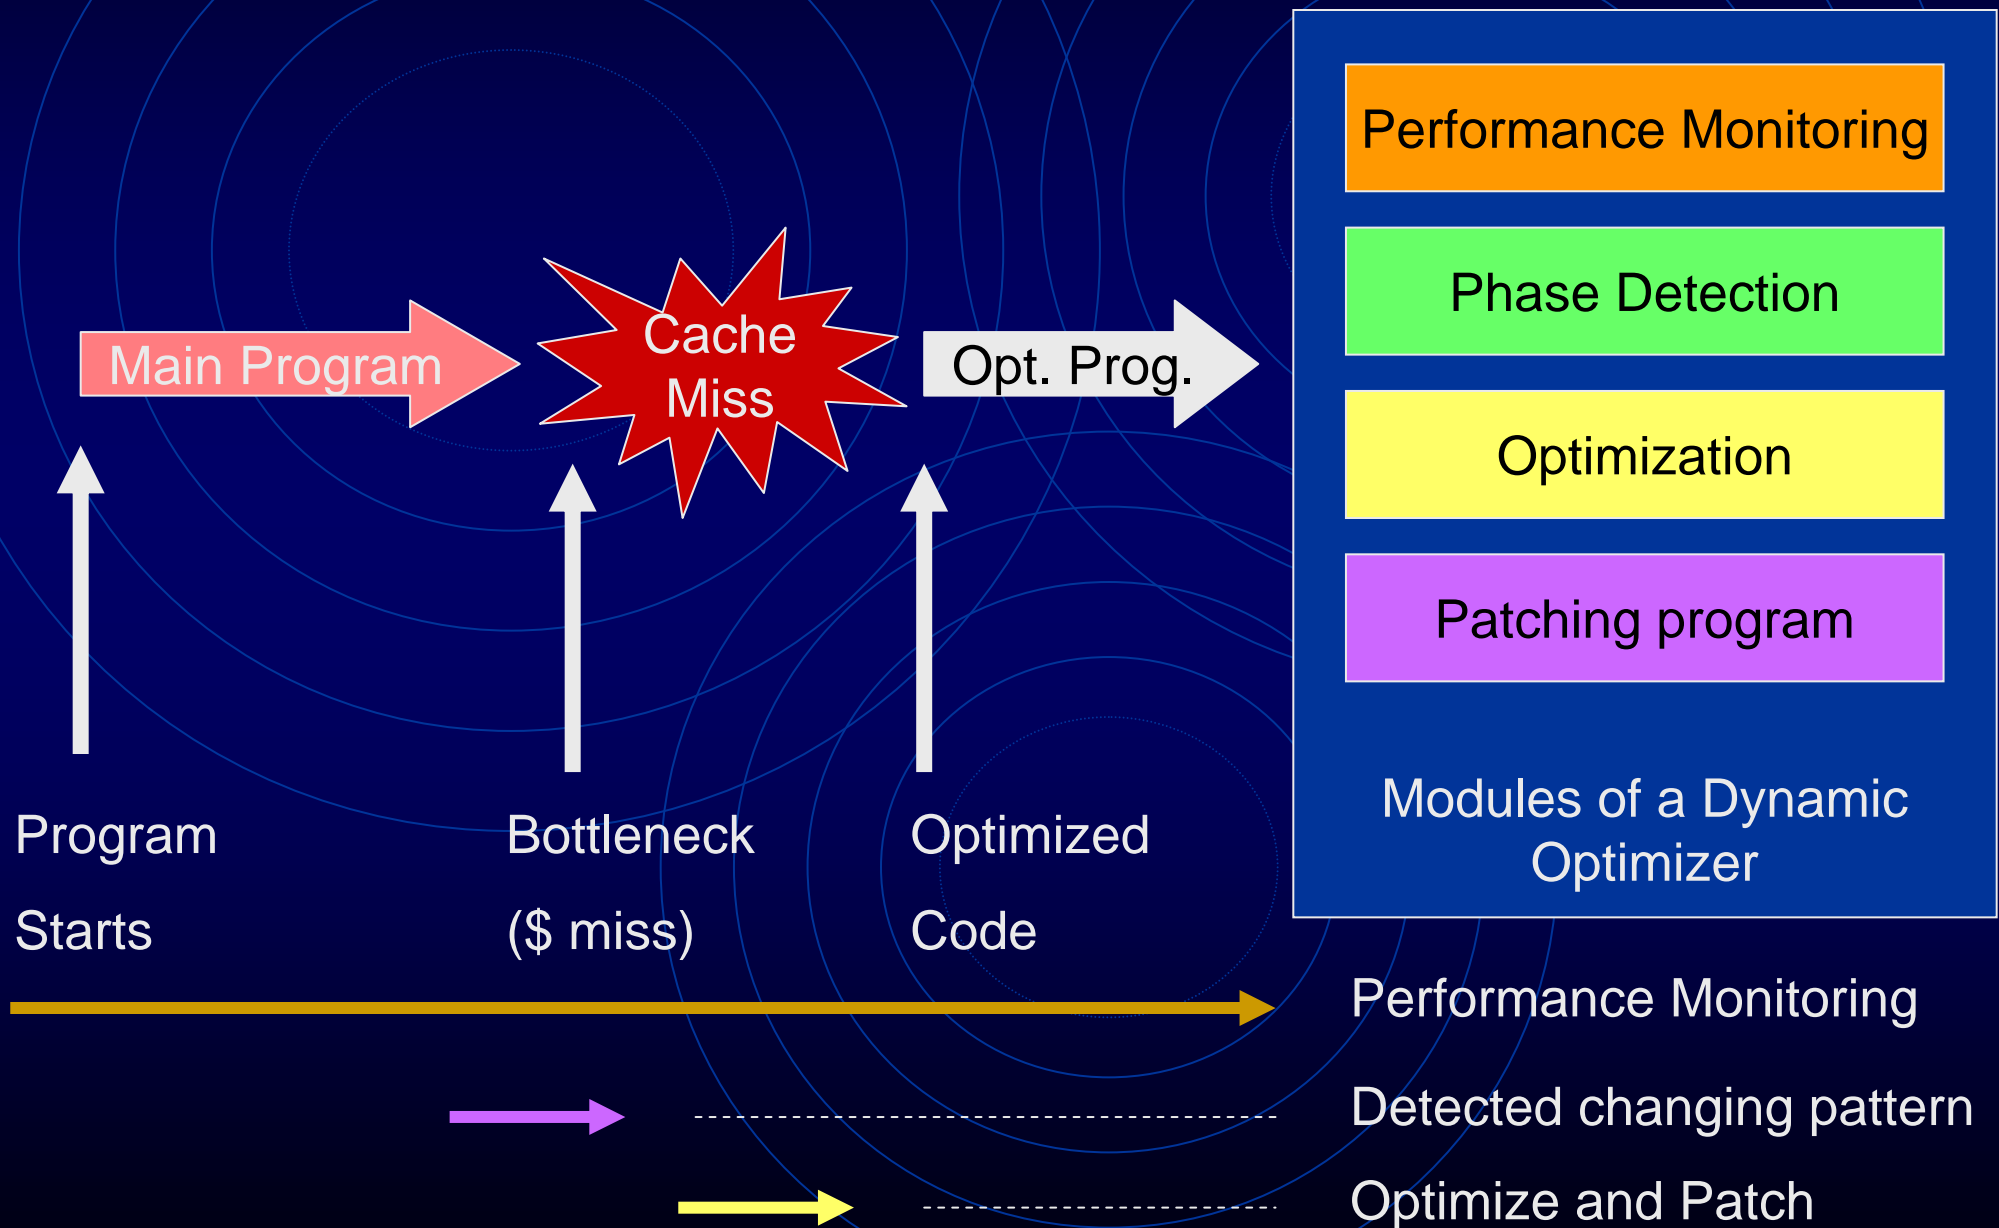 Main Program
Cache
Miss
Opt. Prog.
Program
Starts
Bottleneck
($ miss)
Optimized
Code
Performance Monitoring
Phase Detection
Optimization
Patching program
Modules of a Dynamic
Optimizer
Performance Monitoring
Detected changing pattern
Optimize and Patch